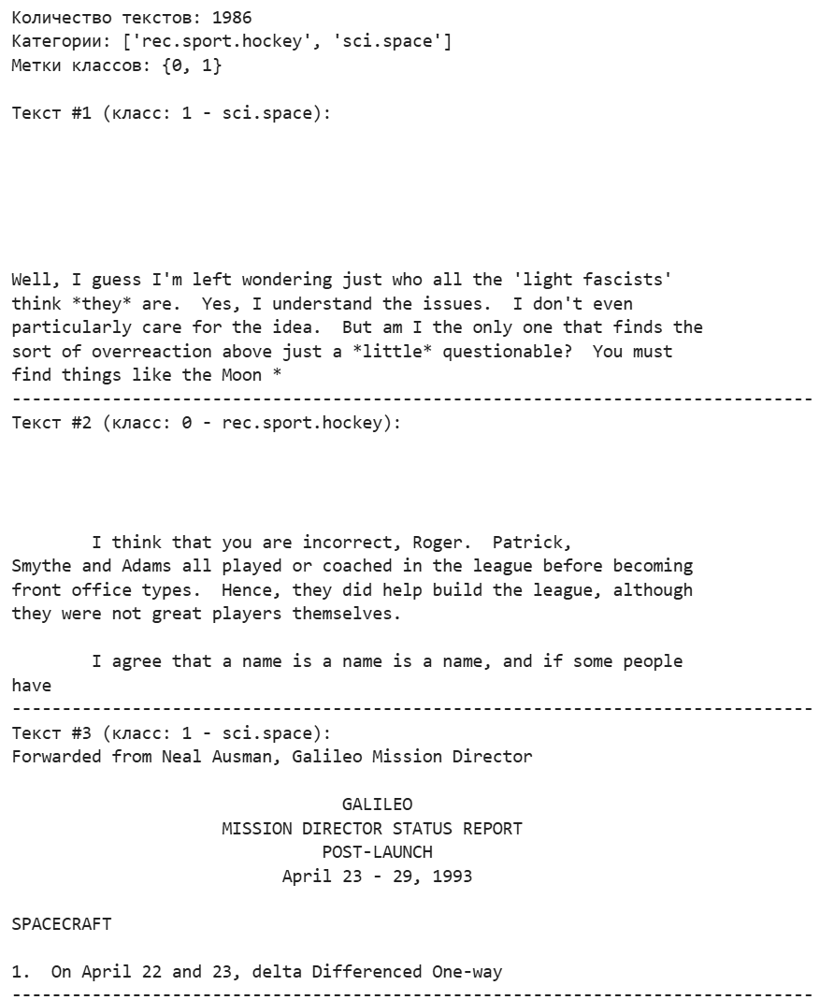 Количество текстов: 1986
Категории: ['rec.sport.hockey', 'sci.space']
Метки классов: {0, 1}
Текст #1 (класс: 1 - sci.space):
Well, I guess I'm left wondering just who all the 'light fascists'
think *they* are.  Yes, I understand the issues.  I don't even
particularly care for the idea.  But am I the only one that finds the
sort of overreaction above just a *little* questionable?  You must
find things like the Moon *
--------------------------------------------------------------------------------
Текст #2 (класс: 0 - rec.sport.hockey):
I think that you are incorrect, Roger.  Patrick,
Smythe and Adams all played or coached in the league before becoming
front office types.  Hence, they did help build the league, although
they were not great players themselves.
I agree that a name is a name is a name, and if some people
have
--------------------------------------------------------------------------------
Текст #3 (класс: 1 - sci.space):
Forwarded from Neal Ausman, Galileo Mission Director
GALILEO
MISSION DIRECTOR STATUS REPORT
POST-LAUNCH
April 23 - 29, 1993
SPACECRAFT
1.  On April 22 and 23, delta Differenced One-way
--------------------------------------------------------------------------------